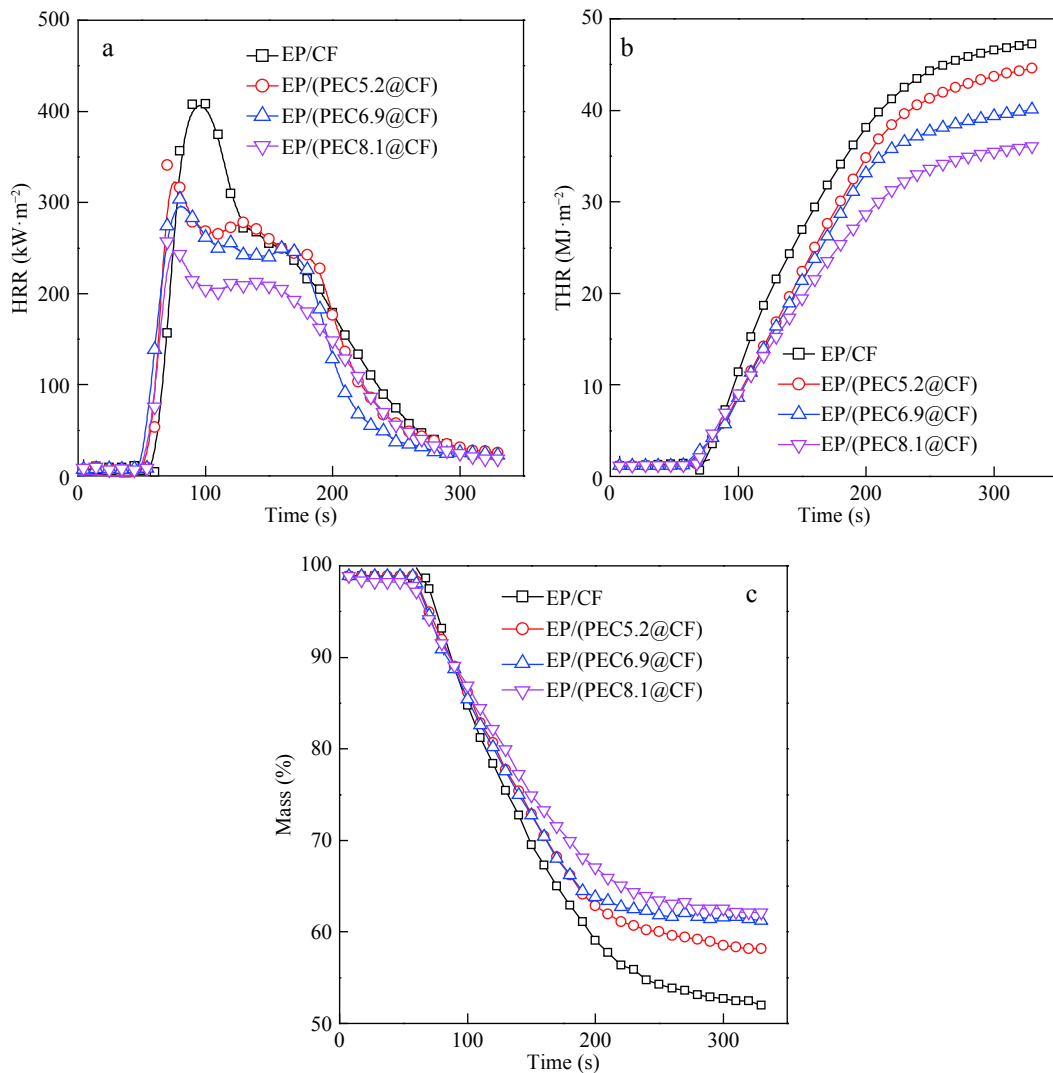 a
500
400
300
200
100
0
HRR (kW·m⁻²)
EP/CF
EP/(PEC5.2@CF)
EP/(PEC6.9@CF)
EP/(PEC8.1@CF)
0 100 200 300
Time (s)
b
50
40
30
20
10
0
THR (MJ·m⁻²)
EP/CF
EP/(PEC5.2@CF)
EP/(PEC6.9@CF)
EP/(PEC8.1@CF)
0 100 200 300
Time (s)
c
100
90
80
70
60
50
Mass (%)
EP/CF
EP/(PEC5.2@CF)
EP/(PEC6.9@CF)
EP/(PEC8.1@CF)
0 100 200 300
Time (s)